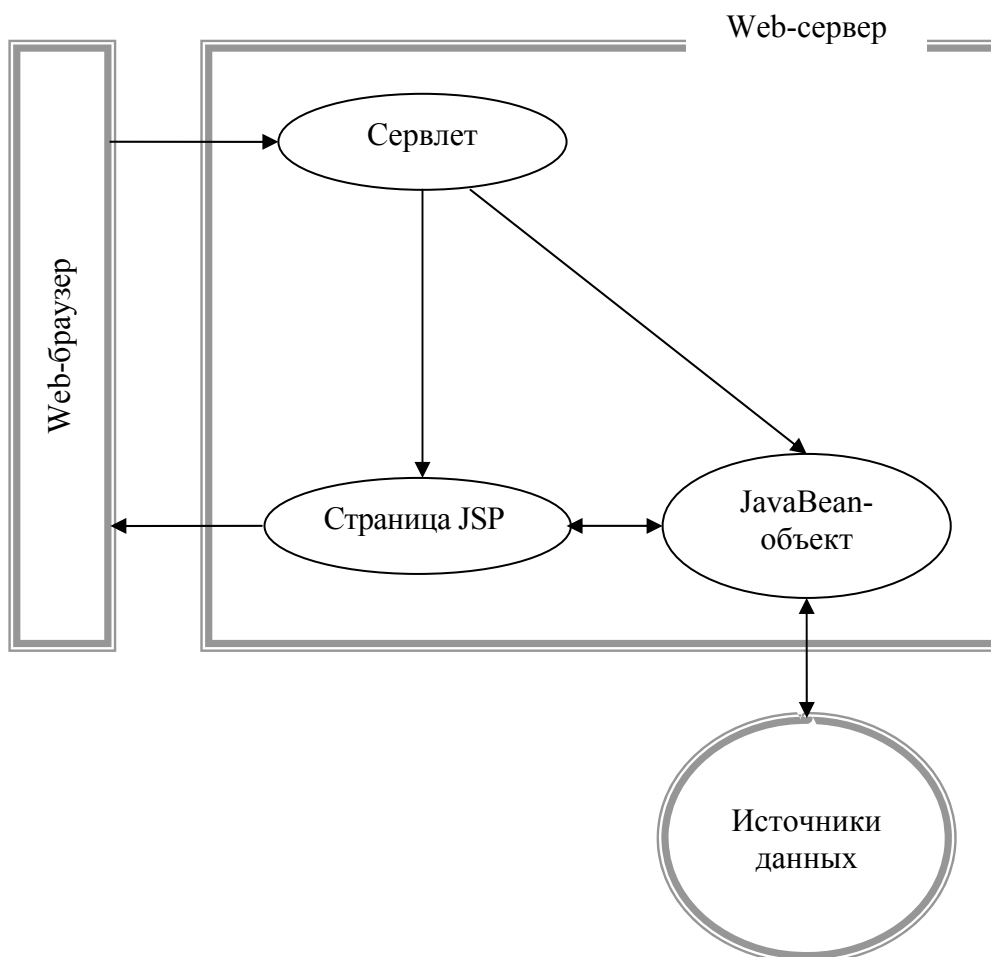 Web-сервер
Сервлет
Web-браузер
Страница JSP
JavaBean-
объект
Источники
данных